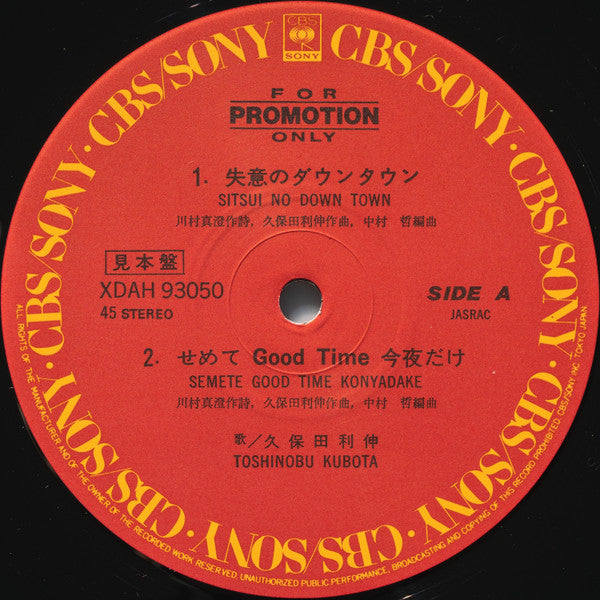 CBS
SONY
CBS/SONY · CBS/SONY · CBS/SONY · CBS/SONY · CBS/SONY · CBS/SONY · CBS/SONY · CBS/SONY
FOR
PROMOTION
ONLY
1. 失意のダウンタウン
SITSUI NO DOWN TOWN
川村真澄作詩, 久保田利伸作曲, 中村 哲編曲
見本盤
XDAH 93050
45 STEREO
SIDE A
JASRAC
2. せめて Good Time 今夜だけ
SEMETE GOOD TIME KONYADAKE
川村真澄作詩, 久保田利伸作曲, 中村 哲編曲
歌/久保田利伸
TOSHINOBU KUBOTA
ALL RIGHTS OF THE MANUFACTURER AND OF THE OWNER OF THE RECORDED WORK RESERVED. UNAUTHORIZED PUBLIC PERFORMANCE, BROADCASTING AND COPYING OF THIS RECORD PROHIBITED. CBS/SONY INC. TOKYO JAPAN.